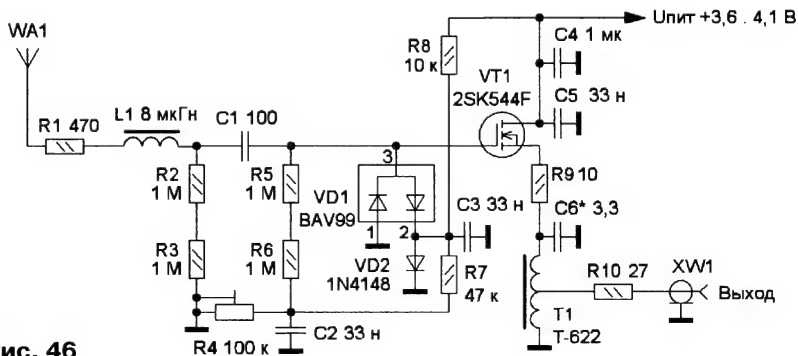 WA1
R1 470
L1 8 мкГн
C1 100
R2
1 М
R3
1 М
R4 100 к
R5
1 М
R6
1 М
C2 33 н
3
VD1
BAV99
1
2
VD2
1N4148
R8
10 к
C3 33 н
R7
47 к
VT1
2SK544F
Uпит +3,6 . 4,1 В
C4 1 мк
C5 33 н
R9 10
C6* 3,3
T1
T-622
R10 27
XW1
Выход
ис. 46